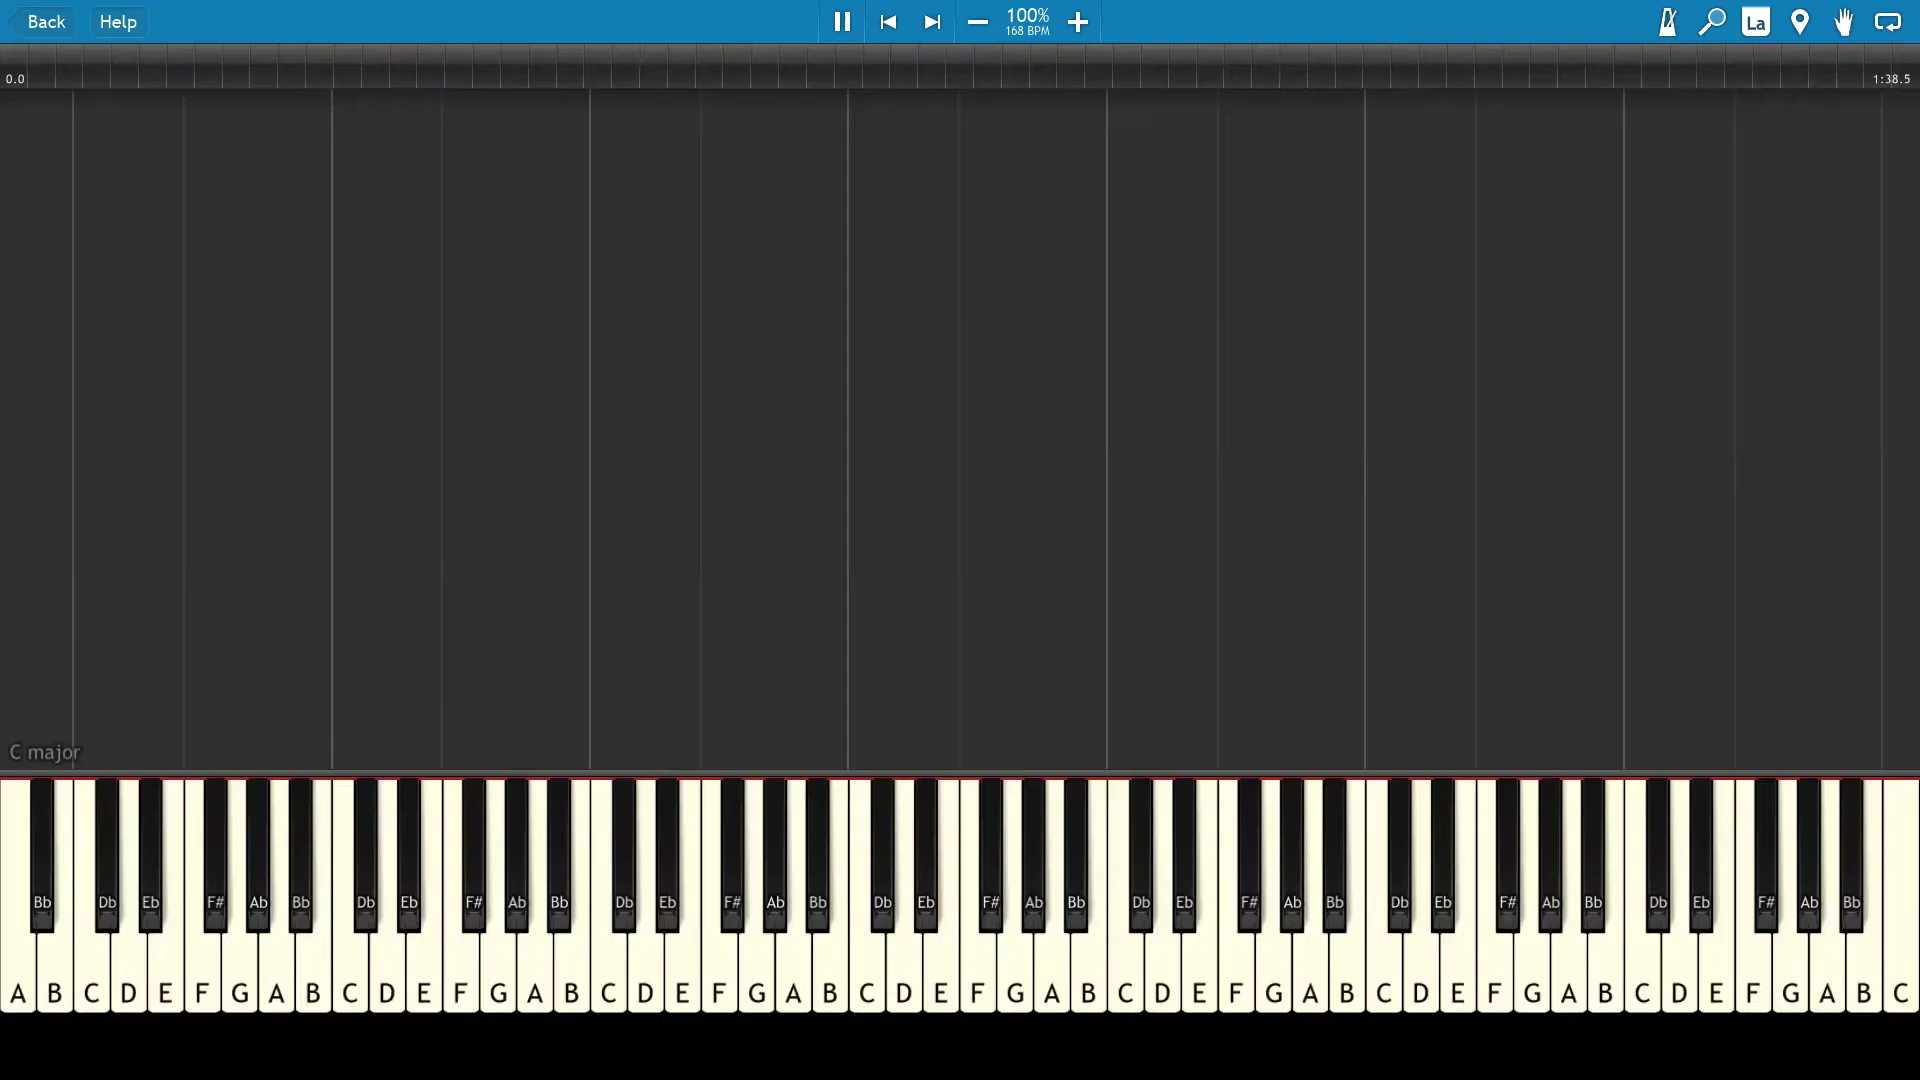 Back Help 100% La
168 BPM
0.0 1:38.5
C major
Bb Db Eb F# Ab Bb Db Eb F# Ab Bb Db Eb F# Ab Bb Db Eb F# Ab Bb Db Eb F# Ab Bb Db Eb F# Ab Bb Db Eb F# Ab Bb
A B C D E F G A B C D E F G A B C D E F G A B C D E F G A B C D E F G A B C D E F G A B C D E F G A B C